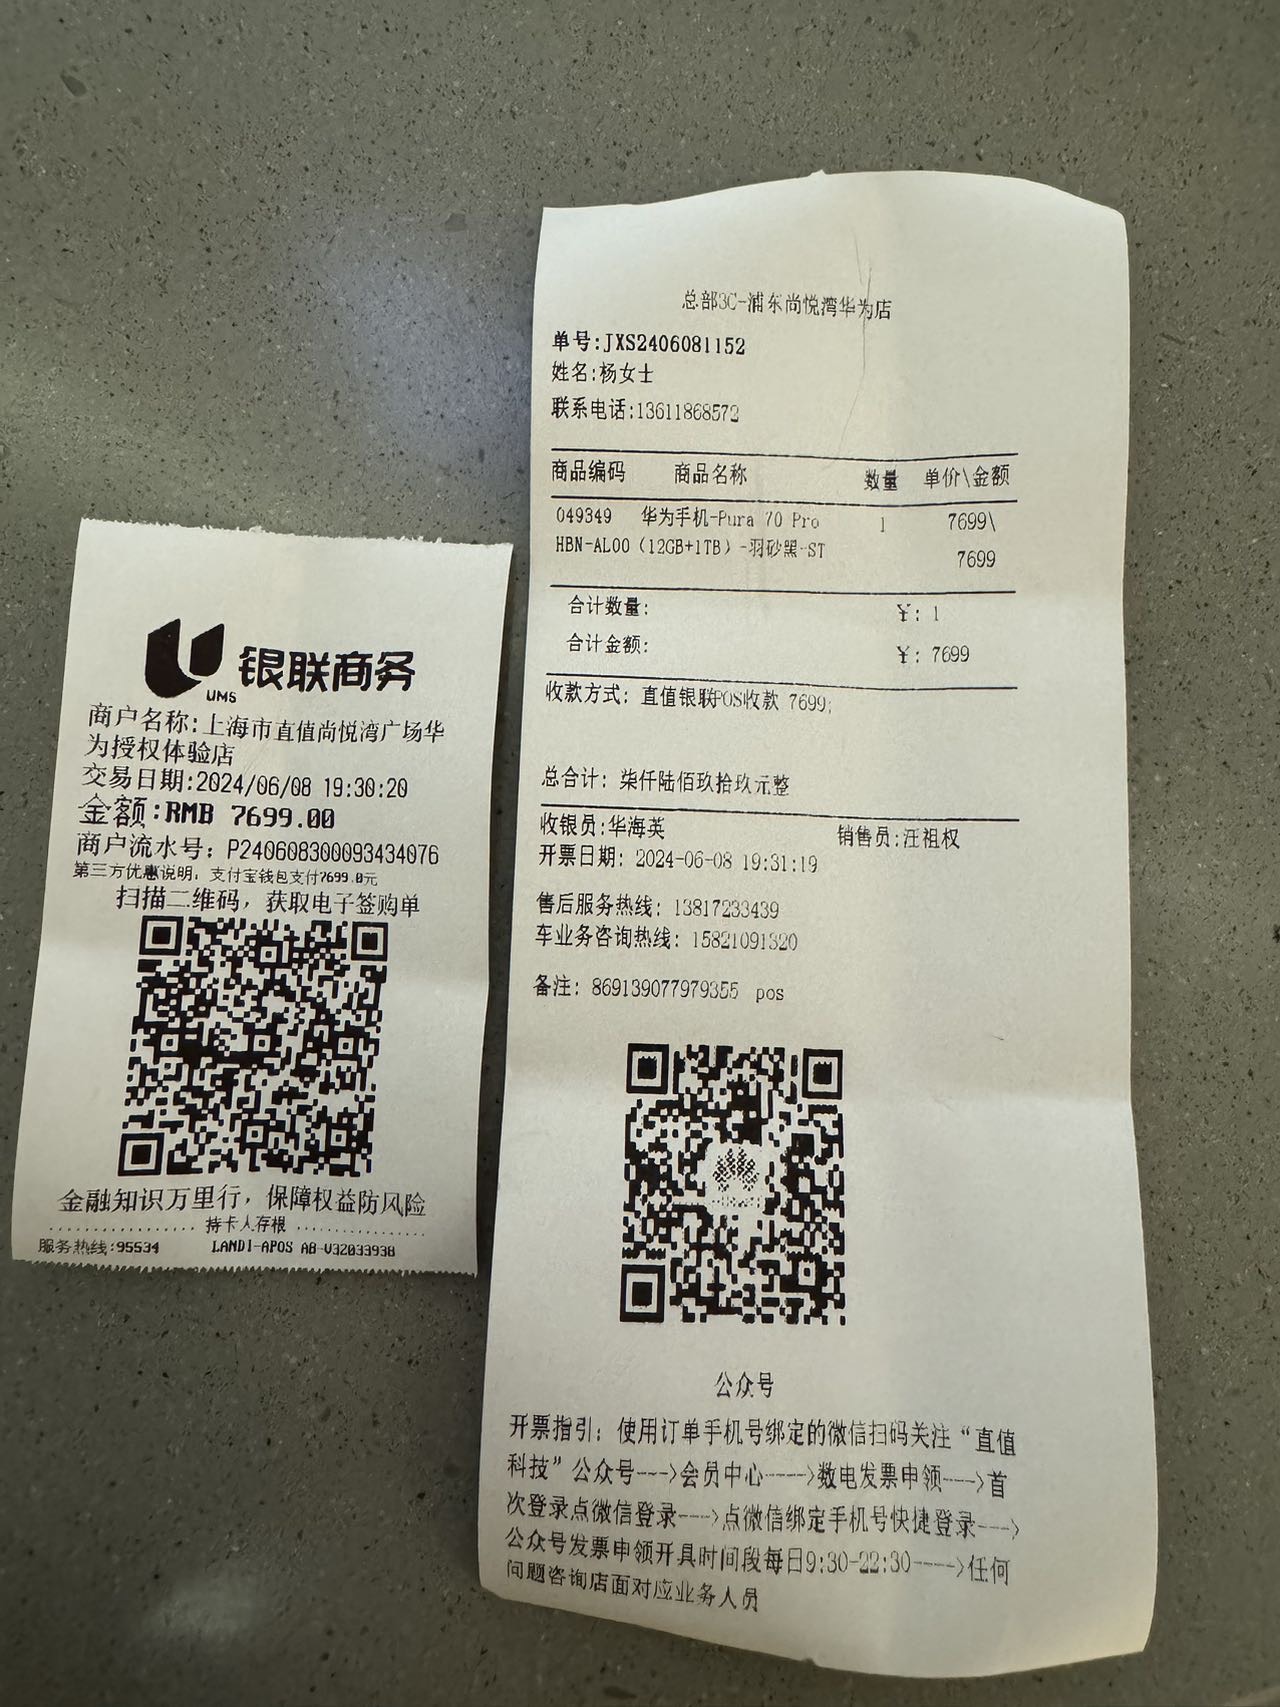 UMS 银联商务
商户名称:上海市直值尚悦湾广场华
为授权体验店
交易日期:2024/06/08 19:30:20
金额:RMB 7699.00
商户流水号: P240608300093434076
第三方优惠说明: 支付宝钱包支付7699.0元
扫描二维码, 获取电子签购单
金融知识万里行, 保障权益防风险
持卡人存根
服务热线:95534 LANDI-APOS A8-V32033938
总部3C-浦东尚悦湾华为店
单号:JXS2406081152
姓名:杨女士
联系电话:13611868572
商品编码 商品名称 数量 单价\金额
049349 华为手机-Pura 70 Pro 1 7699\
HBN-AL00（12GB+1TB）-羽砂黑-ST 7699
合计数量: ¥: 1
合计金额: ¥: 7699
收款方式: 直值银联POS收款 7699;
总合计: 柒仟陆佰玖拾玖元整
收银员:华海英 销售员:汪祖权
开票日期: 2024-06-08 19:31:19
售后服务热线: 13817233439
车业务咨询热线: 15821091320
备注: 869139077979355 pos
公众号
开票指引: 使用订单手机号绑定的微信扫码关注“直值
科技”公众号--->会员中心---->数电发票申领--->首
次登录点微信登录--->点微信绑定手机号快捷登录--->
公众号发票申领开具时间段每日9:30-22:30---->任何
问题咨询店面对应业务人员